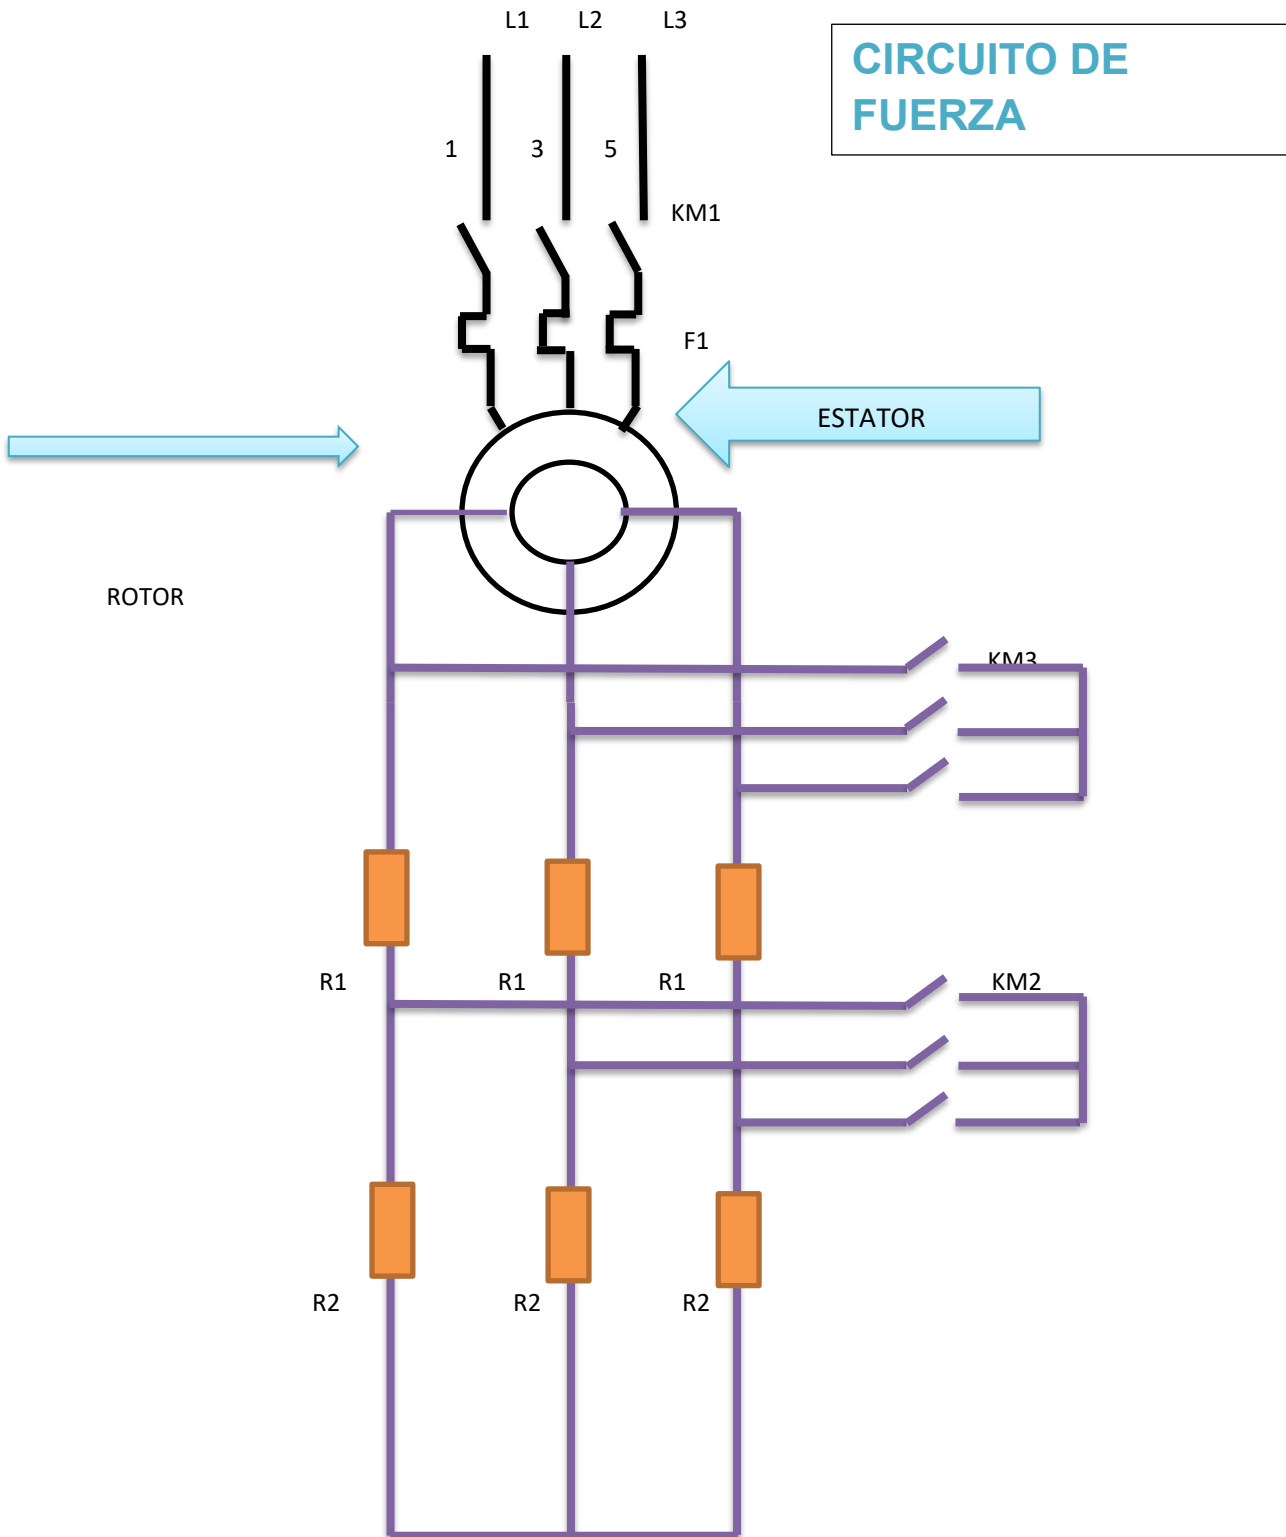 L1 L2 L3
CIRCUITO DE
FUERZA
1 3 5
KM1
F1
ESTATOR
ROTOR
KM3
R1 R1 R1 KM2
R2 R2 R2